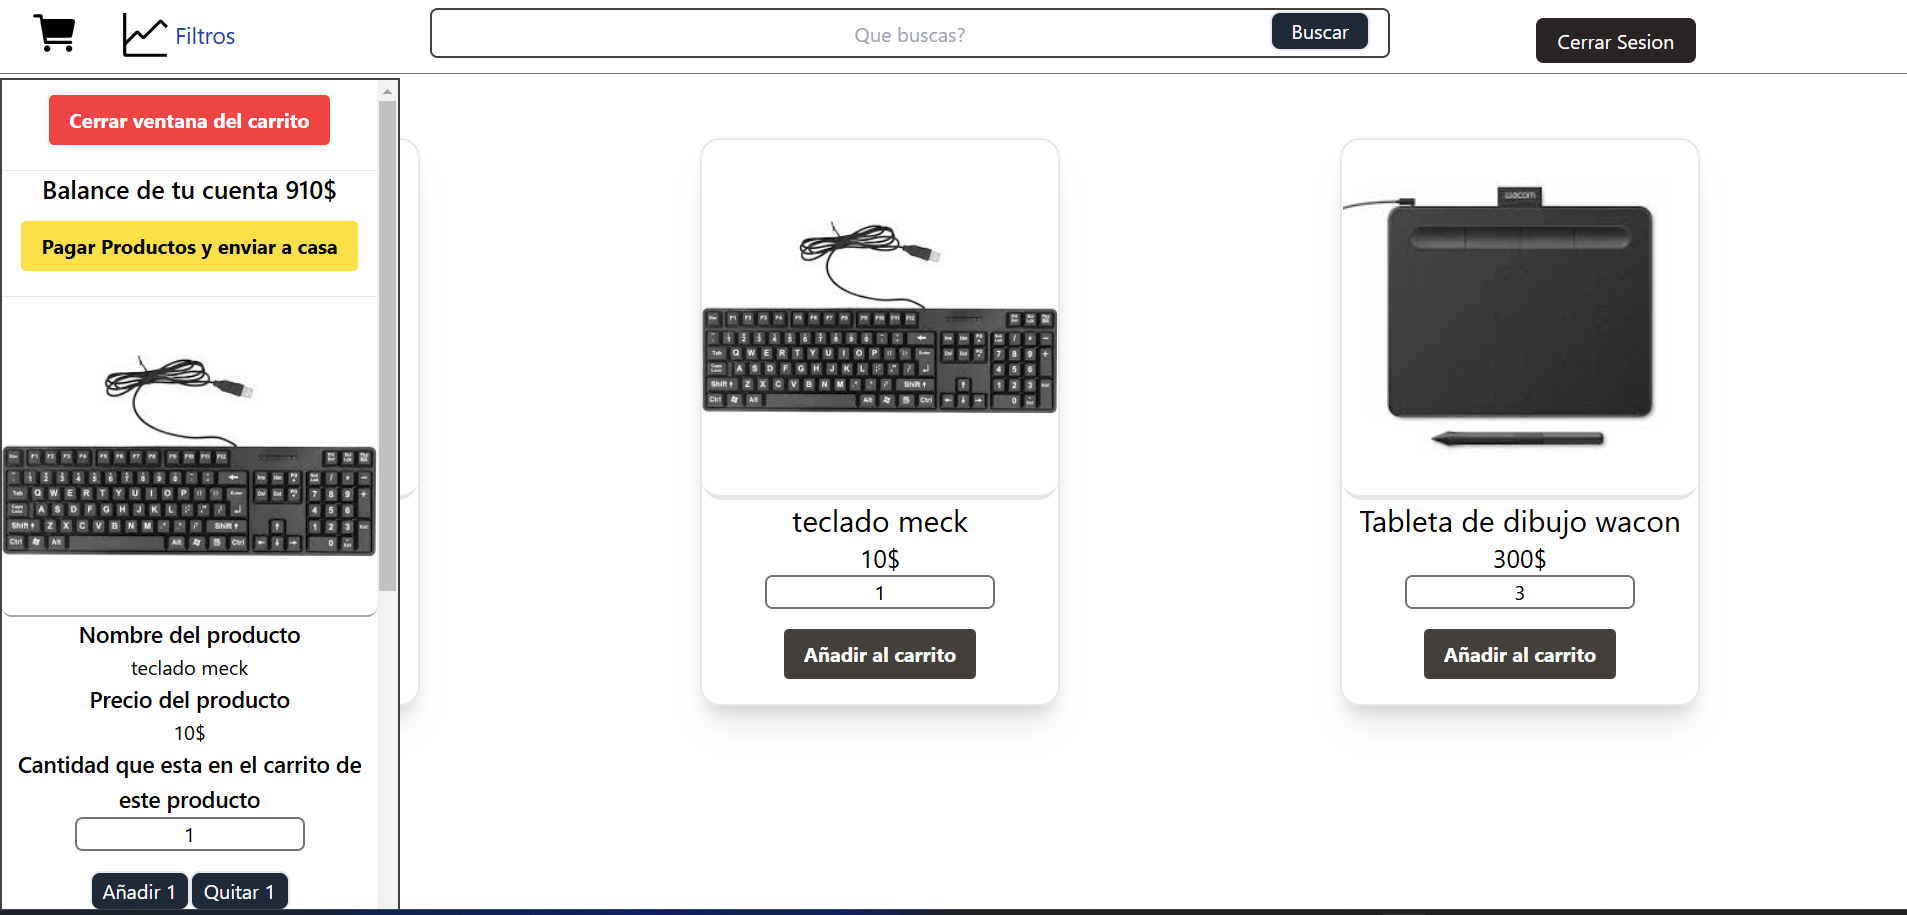 Filtros
Que buscas?
Buscar
Cerrar Sesion
Cerrar ventana del carrito
Balance de tu cuenta 910$
Pagar Productos y enviar a casa
Nombre del producto
teclado meck
Precio del producto
10$
Cantidad que esta en el carrito de
este producto
1
Añadir 1
Quitar 1
teclado meck
10$
1
Añadir al carrito
wacom
Tableta de dibujo wacon
300$
3
Añadir al carrito